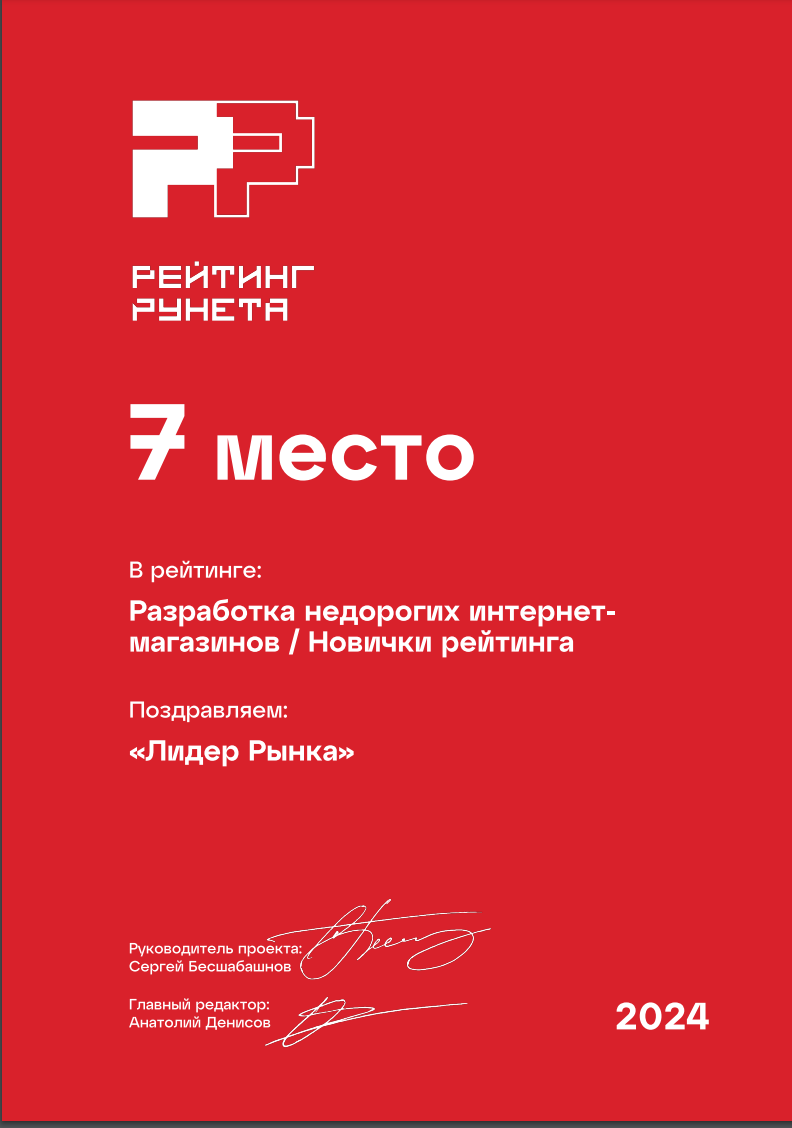 РЕЙТИНГ
РУНЕТА
7 место
В рейтинге:
Разработка недорогих интернет-
магазинов / Новички рейтинга
Поздравляем:
«Лидер Рынка»
Руководитель проекта:
Сергей Бесшабашнов
Главный редактор:
Анатолий Денисов
2024